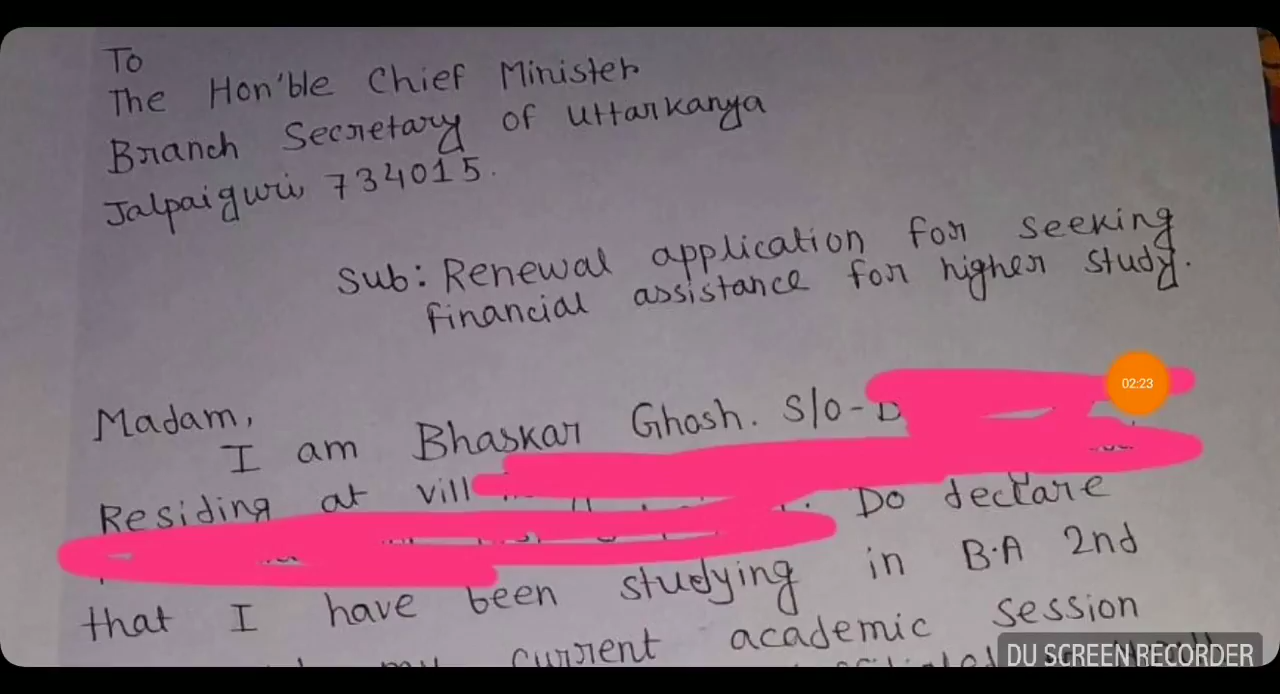 To
The Hon'ble Chief Minister
Branch Secretary of Uttarkanya
Jalpaiguri, 734015.
Sub: Renewal application for seeking
financial assistance for higher study.
Madam,
I am Bhaskar Ghosh. S/o-D
Residing at vill
Do declare
that I have been studying in B.A 2nd
my current academic session
02:23
DU SCREEN RECORDER